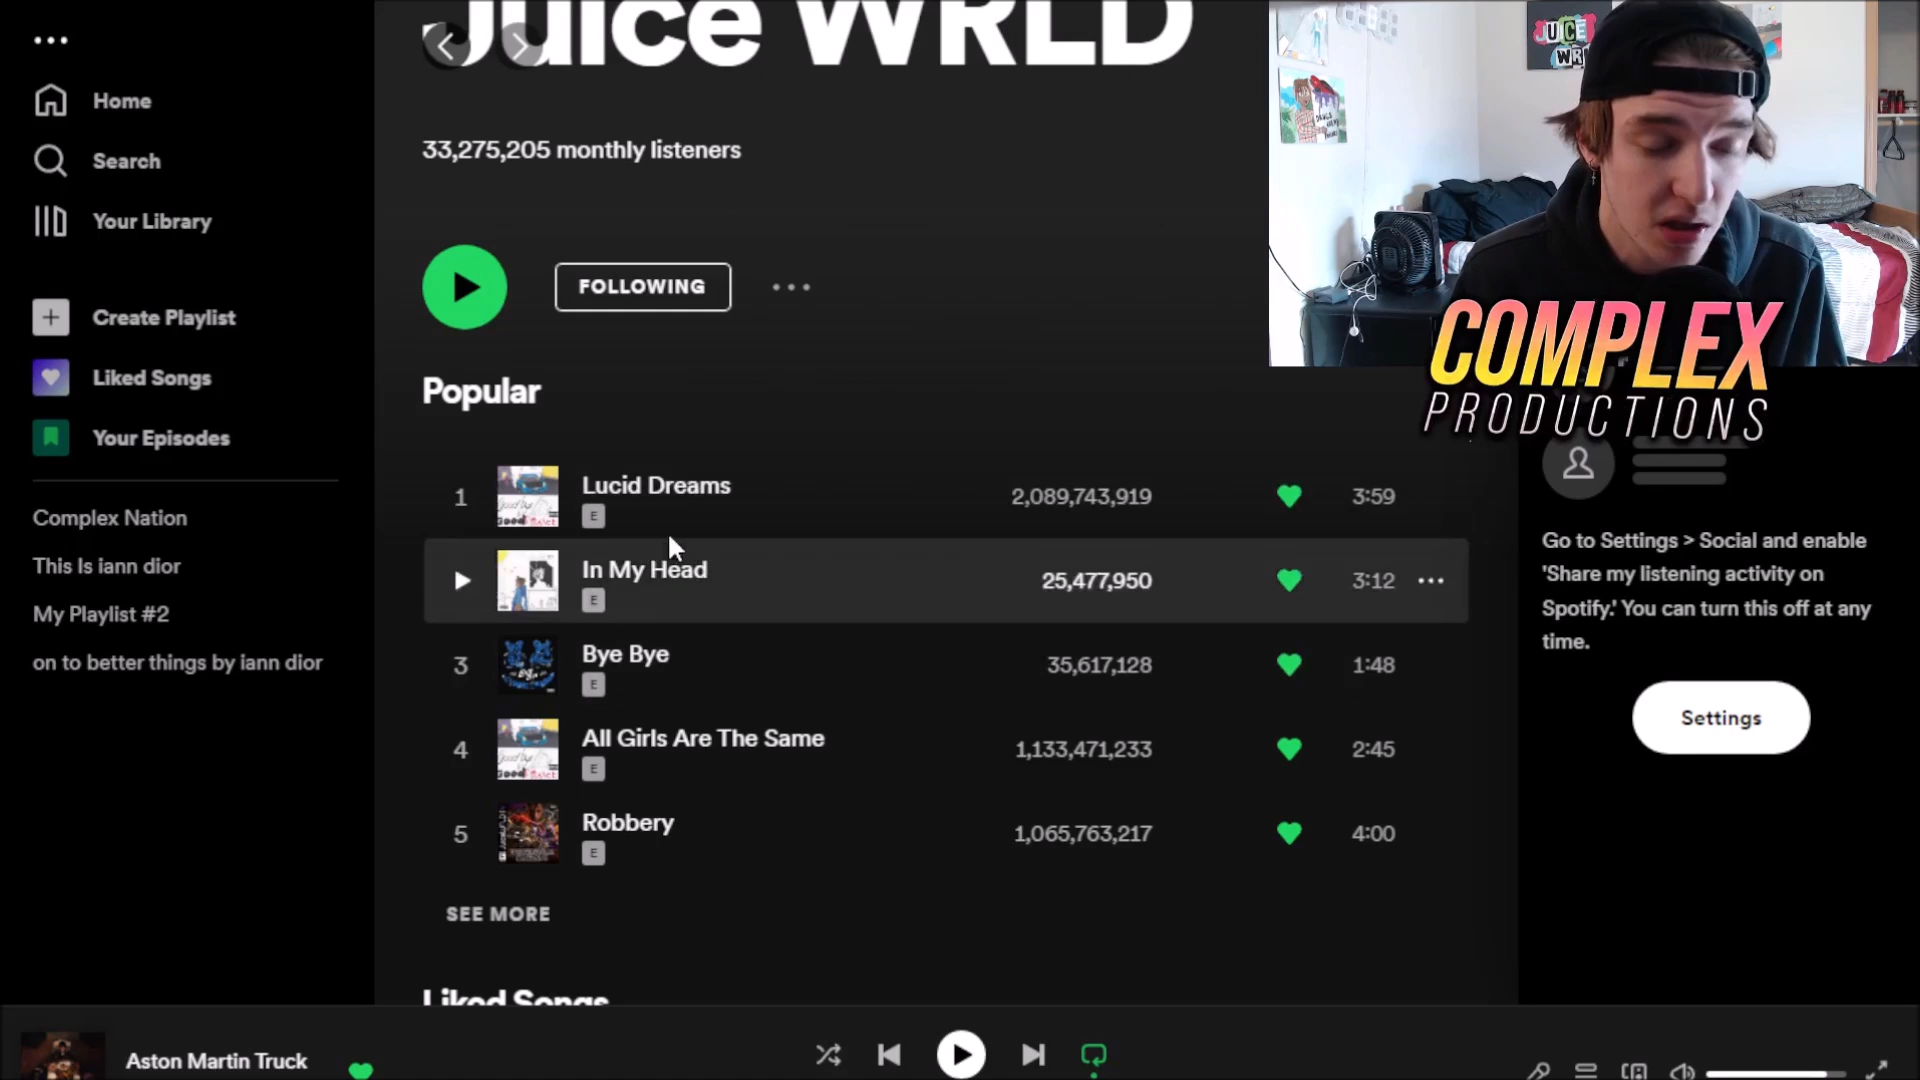 Juice WRLD
Home
Search
Your Library
Create Playlist
Liked Songs
Your Episodes
Complex Nation
This Is iann dior
My Playlist #2
on to better things by iann dior
33,275,205 monthly listeners
FOLLOWING
Popular
1 Lucid Dreams 2,089,743,919 3:59
E
In My Head 25,477,950 3:12
E
3 Bye Bye 35,617,128 1:48
E
4 All Girls Are The Same 1,133,471,233 2:45
E
5 Robbery 1,065,763,217 4:00
E
SEE MORE
Liked Songs
JUICE
WR
COMPLEX
PRODUCTIONS
Go to Settings > Social and enable
'Share my listening activity on
Spotify.' You can turn this off at any
time.
Settings
Aston Martin Truck